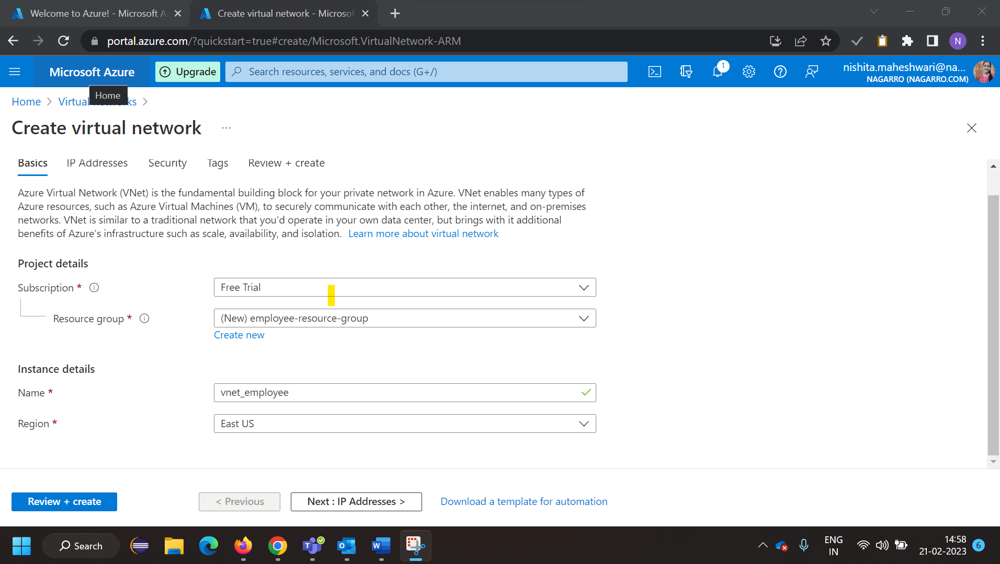 Welcome to Azure! - Microsoft A
Create virtual network - Microsof
portal.azure.com/?quickstart=true#create/Microsoft.VirtualNetwork-ARM
N
Microsoft Azure
Upgrade
Search resources, services, and docs (G+/)
1
nishita.maheshwari@na...
NAGARRO (NAGARRO.COM)
Home
Home > Virtual networks >
Create virtual network ...
Basics IP Addresses Security Tags Review + create
Azure Virtual Network (VNet) is the fundamental building block for your private network in Azure. VNet enables many types of
Azure resources, such as Azure Virtual Machines (VM), to securely communicate with each other, the internet, and on-premises
networks. VNet is similar to a traditional network that you'd operate in your own data center, but brings with it additional
benefits of Azure's infrastructure such as scale, availability, and isolation. Learn more about virtual network
Project details
Subscription * Free Trial
Resource group * (New) employee-resource-group
Create new
Instance details
Name * vnet_employee
Region * East US
Review + create < Previous Next : IP Addresses > Download a template for automation
Search
ENG
IN
14:58
21-02-2023
6